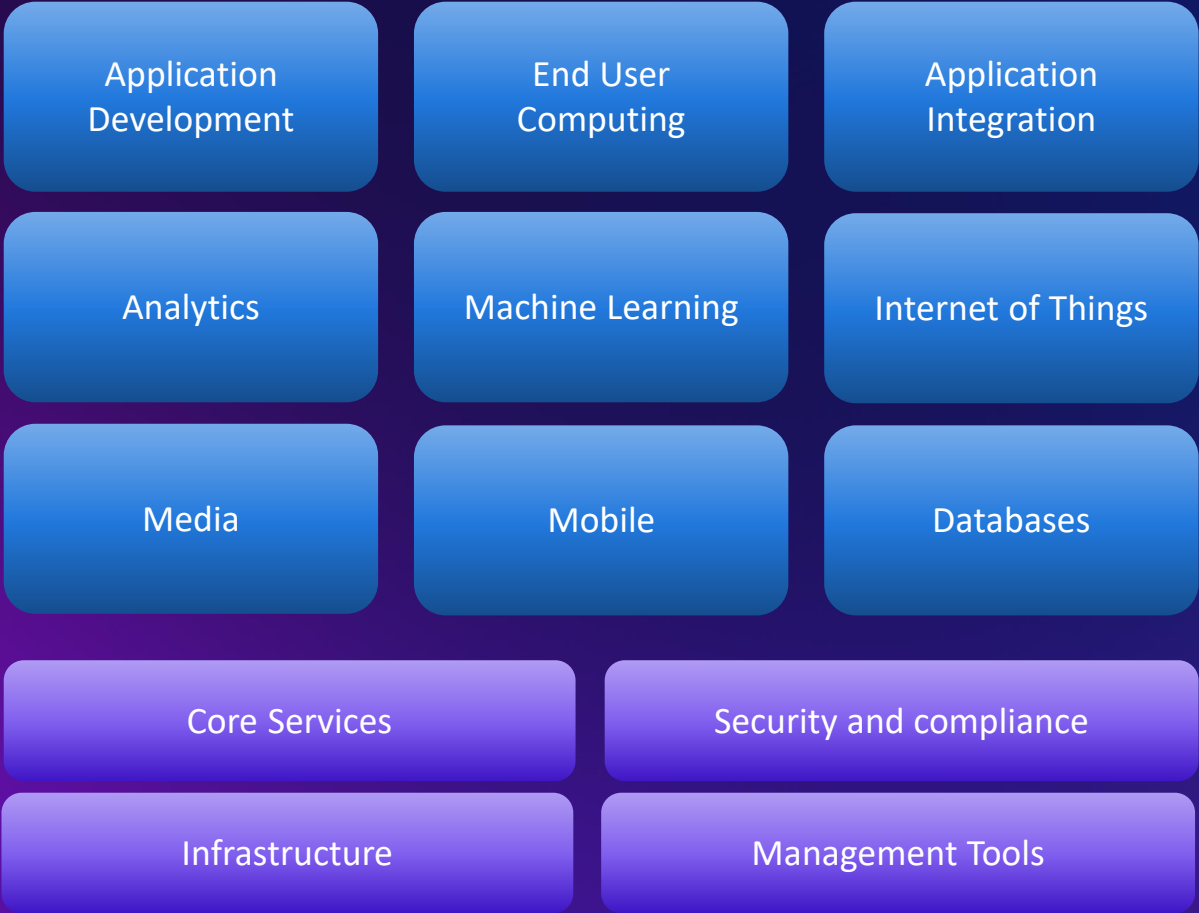 Application
Development
End User
Computing
Application
Integration
Analytics
Machine Learning
Internet of Things
Media
Mobile
Databases
Core Services
Security and compliance
Infrastructure
Management Tools